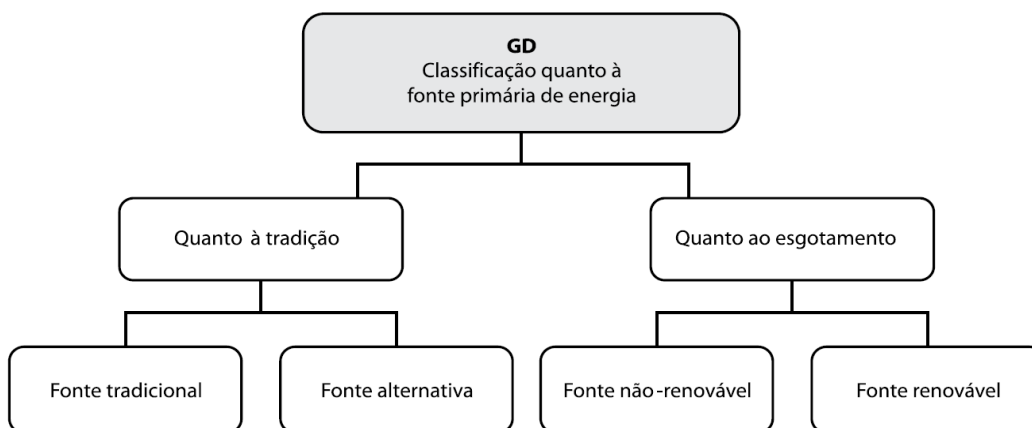 GD
Classificação quanto à
fonte primária de energia
Quanto à tradição
Quanto ao esgotamento
Fonte tradicional
Fonte alternativa
Fonte não-renovável
Fonte renovável